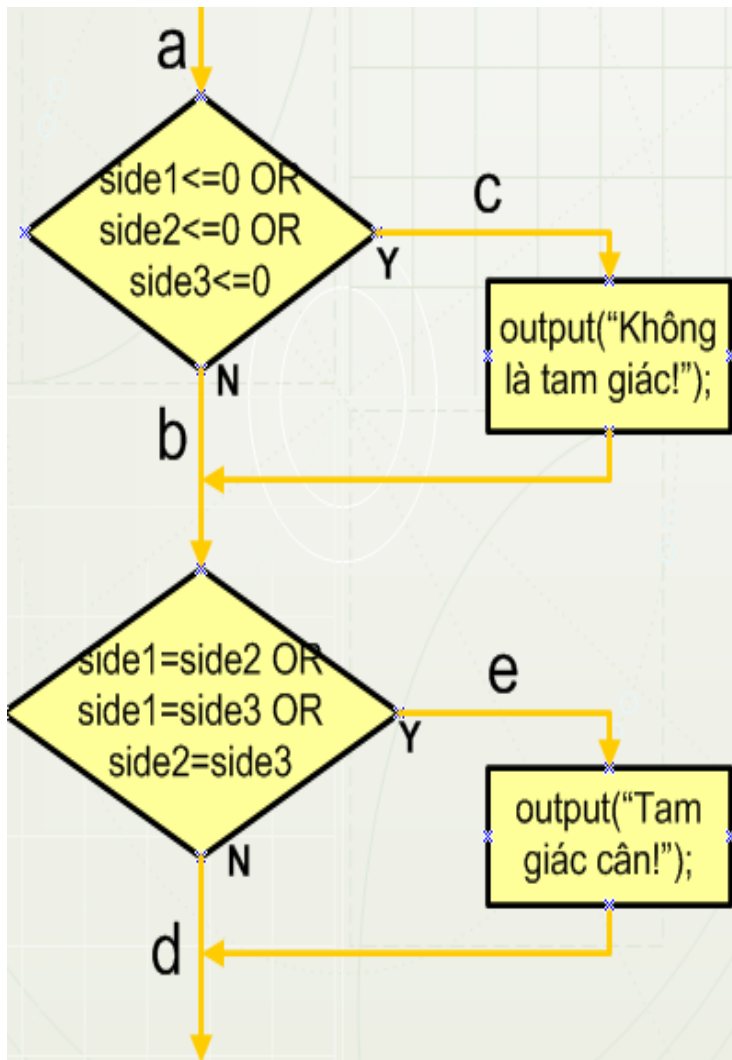 a
side1<=0 OR
side2<=0 OR
side3<=0
c
Y
N
output(“Không
là tam giác!”);
b
side1=side2 OR
side1=side3 OR
side2=side3
e
Y
N
output(“Tam
giác cân!”);
d